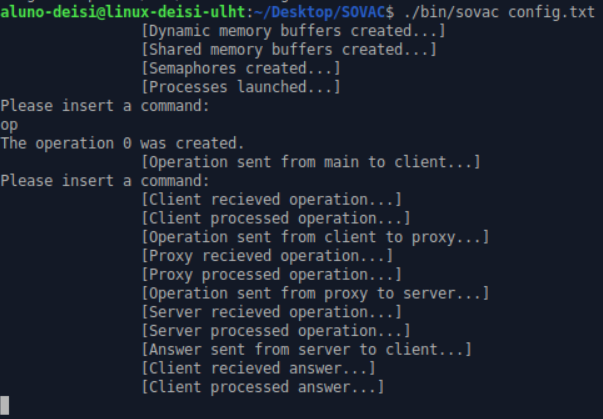 aluno-deisi@linux-deisi-ulht:~/Desktop/SOVAC$ ./bin/sovac config.txt
[Dynamic memory buffers created...]
[Shared memory buffers created...]
[Semaphores created...]
[Processes launched...]
Please insert a command:
op
The operation 0 was created.
[Operation sent from main to client...]
Please insert a command:
[Client recieved operation...]
[Client processed operation...]
[Operation sent from client to proxy...]
[Proxy recieved operation...]
[Proxy processed operation...]
[Operation sent from proxy to server...]
[Server recieved operation...]
[Server processed operation...]
[Answer sent from server to client...]
[Client recieved answer...]
[Client processed answer...]